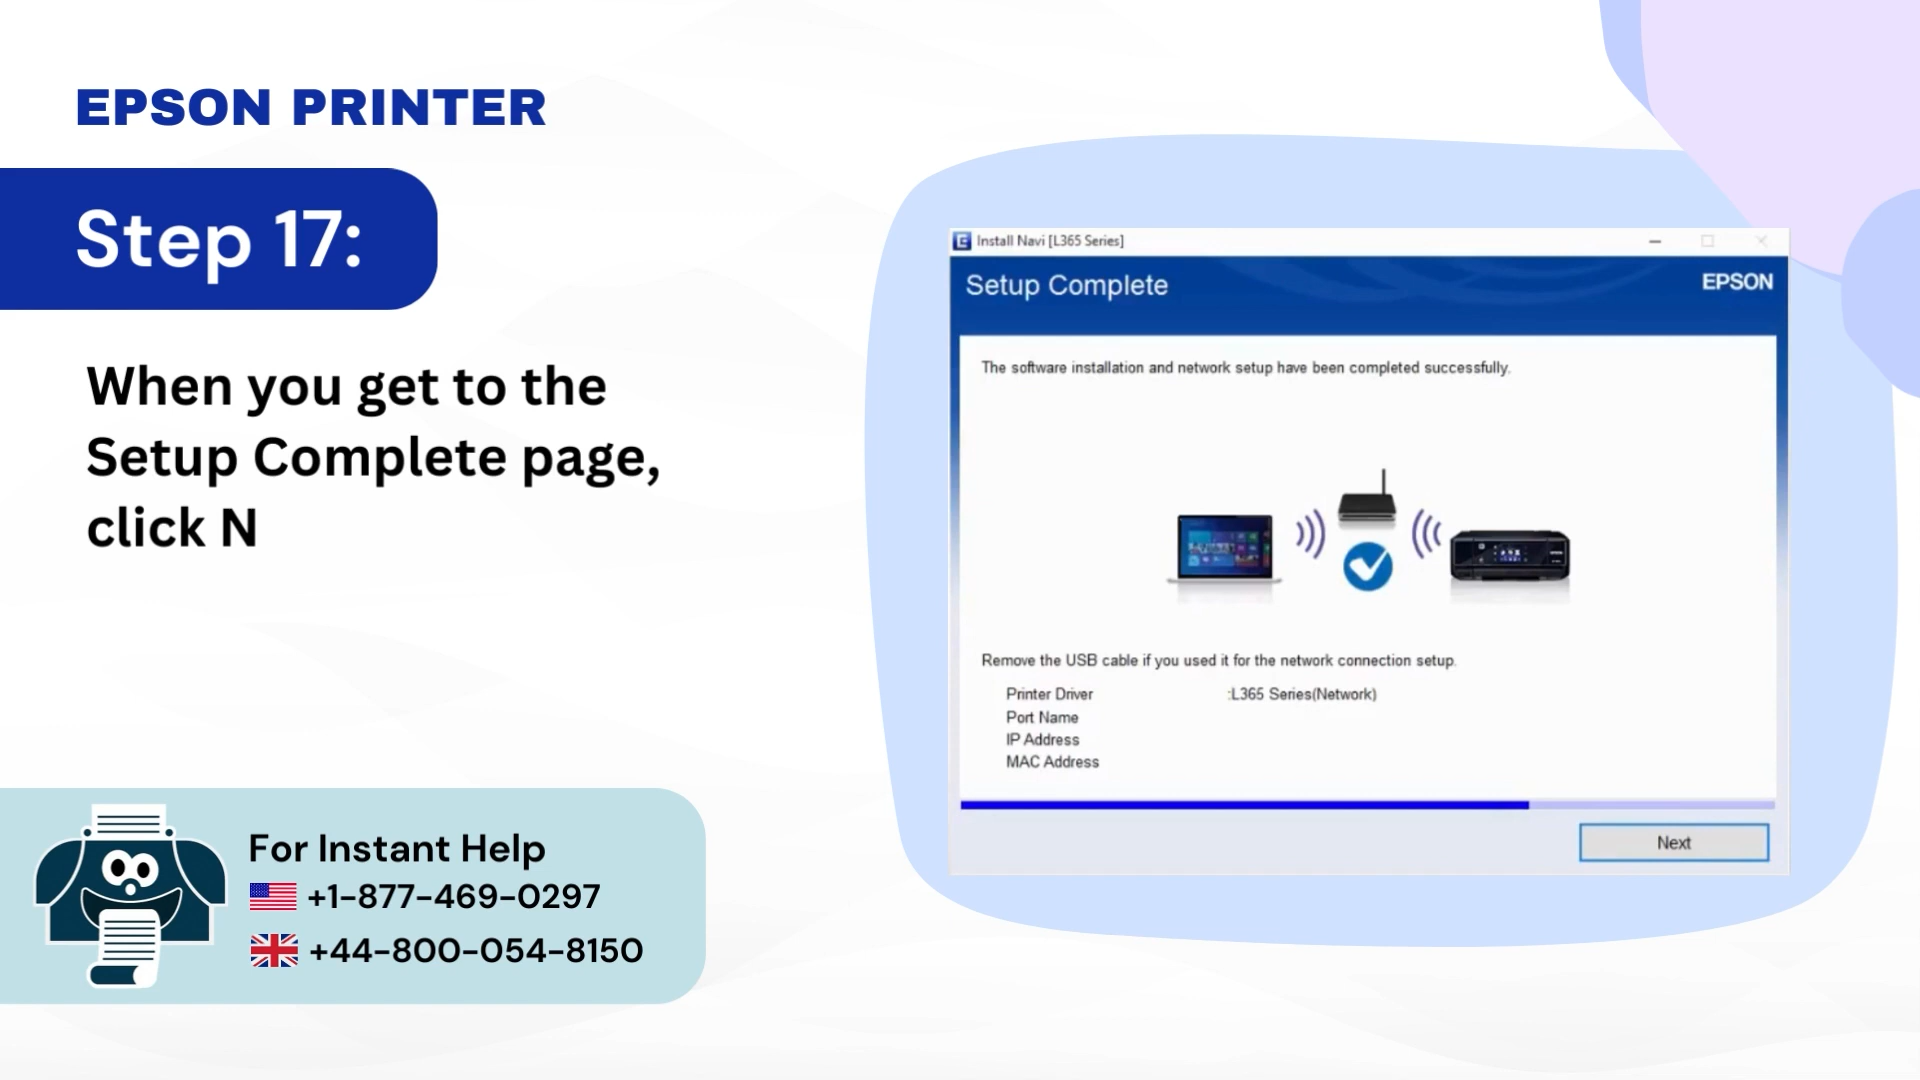 EPSON PRINTER
Step 17:
When you get to the
Setup Complete page,
click N
For Instant Help
+1-877-469-0297
+44-800-054-8150
Install Navi [L365 Series]
Setup Complete
EPSON
The software installation and network setup have been completed successfully.
Remove the USB cable if you used it for the network connection setup.
Printer Driver :L365 Series(Network)
Port Name
IP Address
MAC Address
Next